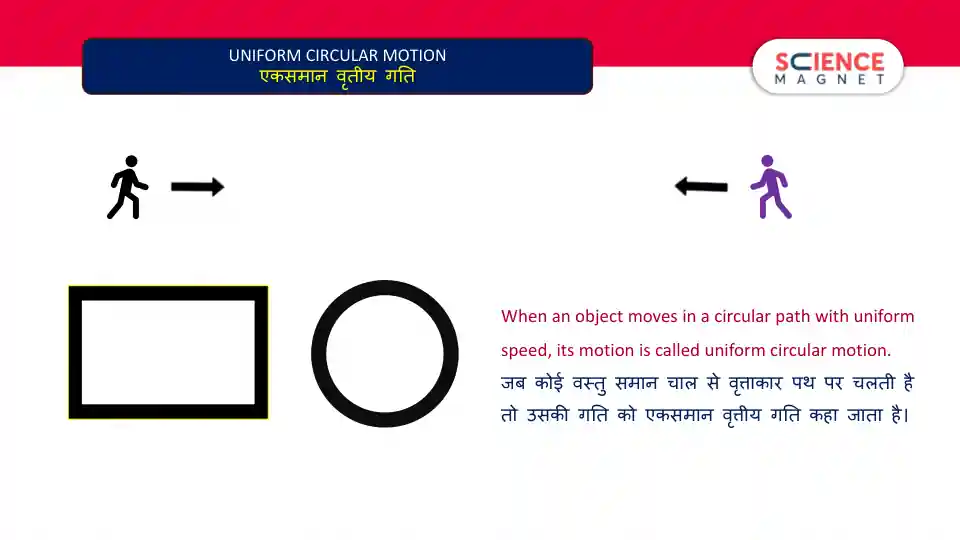 UNIFORM CIRCULAR MOTION
एकसमान वृतीय गति
SCIENCE
MAGNET
When an object moves in a circular path with uniform
speed, its motion is called uniform circular motion.
जब कोई वस्तु समान चाल से वृत्ताकार पथ पर चलती है
तो उसकी गति को एकसमान वृत्तीय गति कहा जाता है।